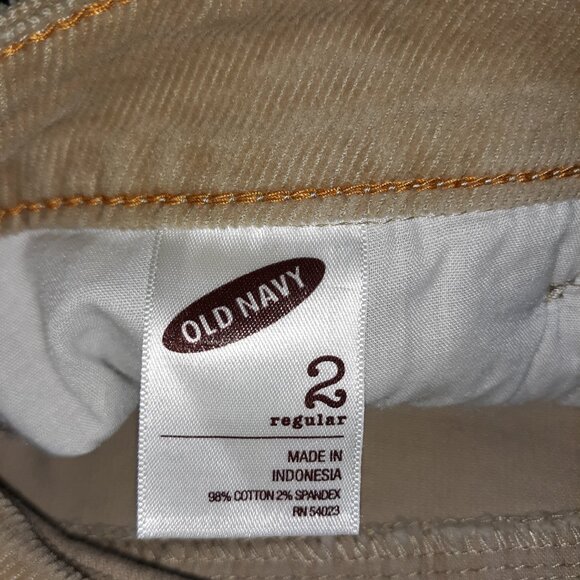 OLD NAVY
2
regular
MADE IN
INDONESIA
98% COTTON 2% SPANDEX
RN 54023